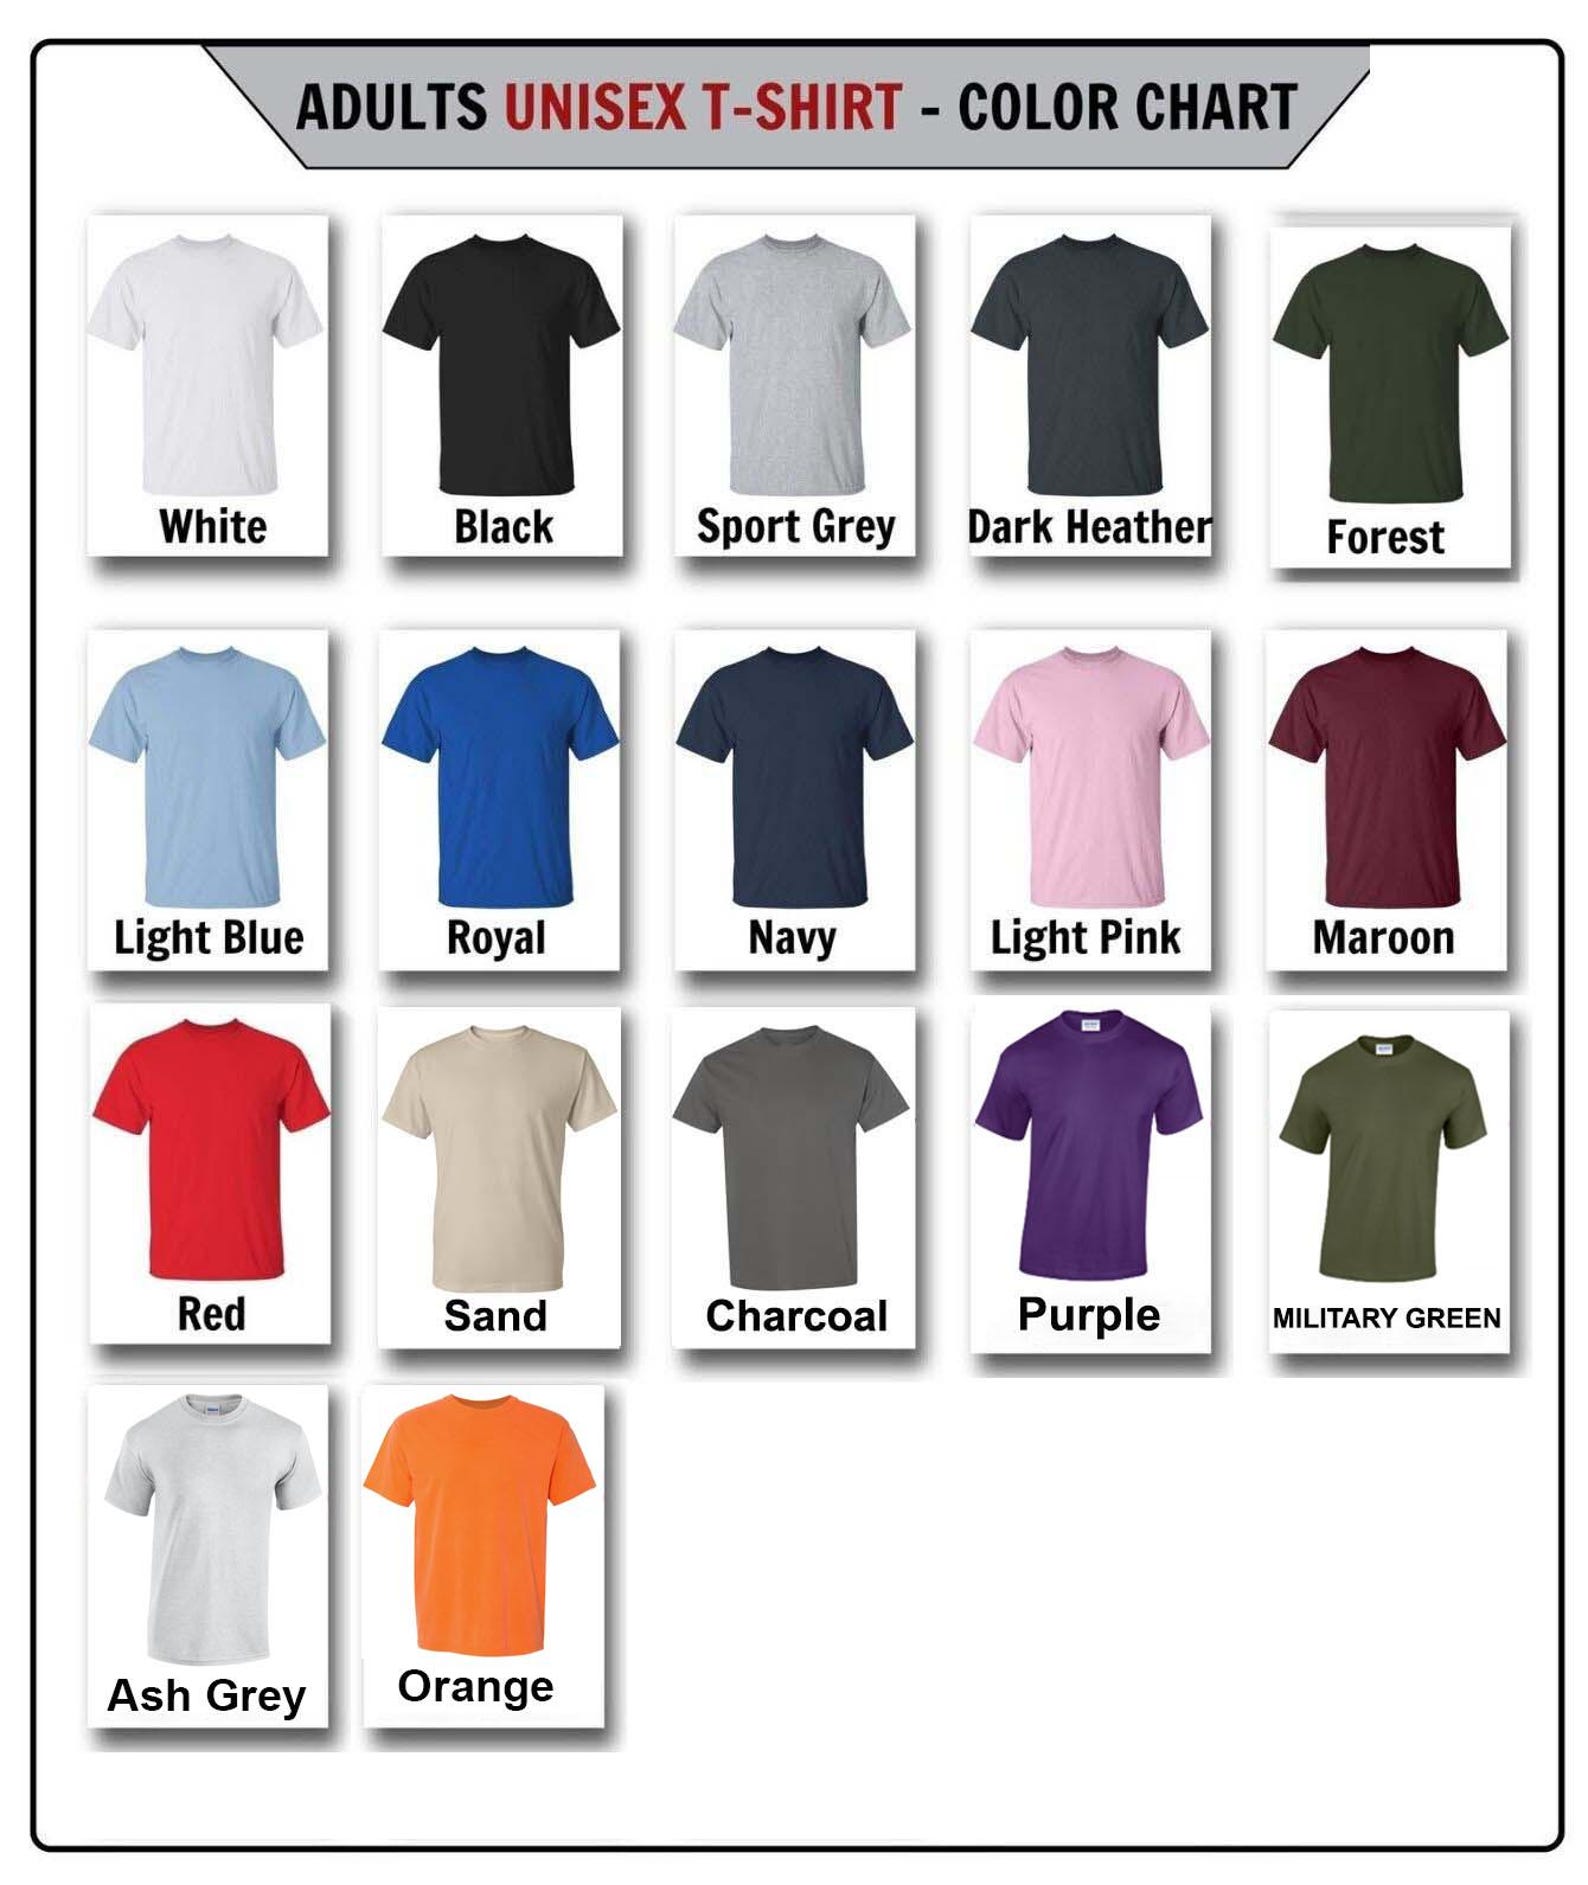 ADULTS UNISEX T-SHIRT - COLOR CHART
White
Black
Sport Grey
Dark Heather
Forest
Light Blue
Royal
Navy
Light Pink
Maroon
Red
Sand
Charcoal
Purple
MILITARY GREEN
Ash Grey
Orange